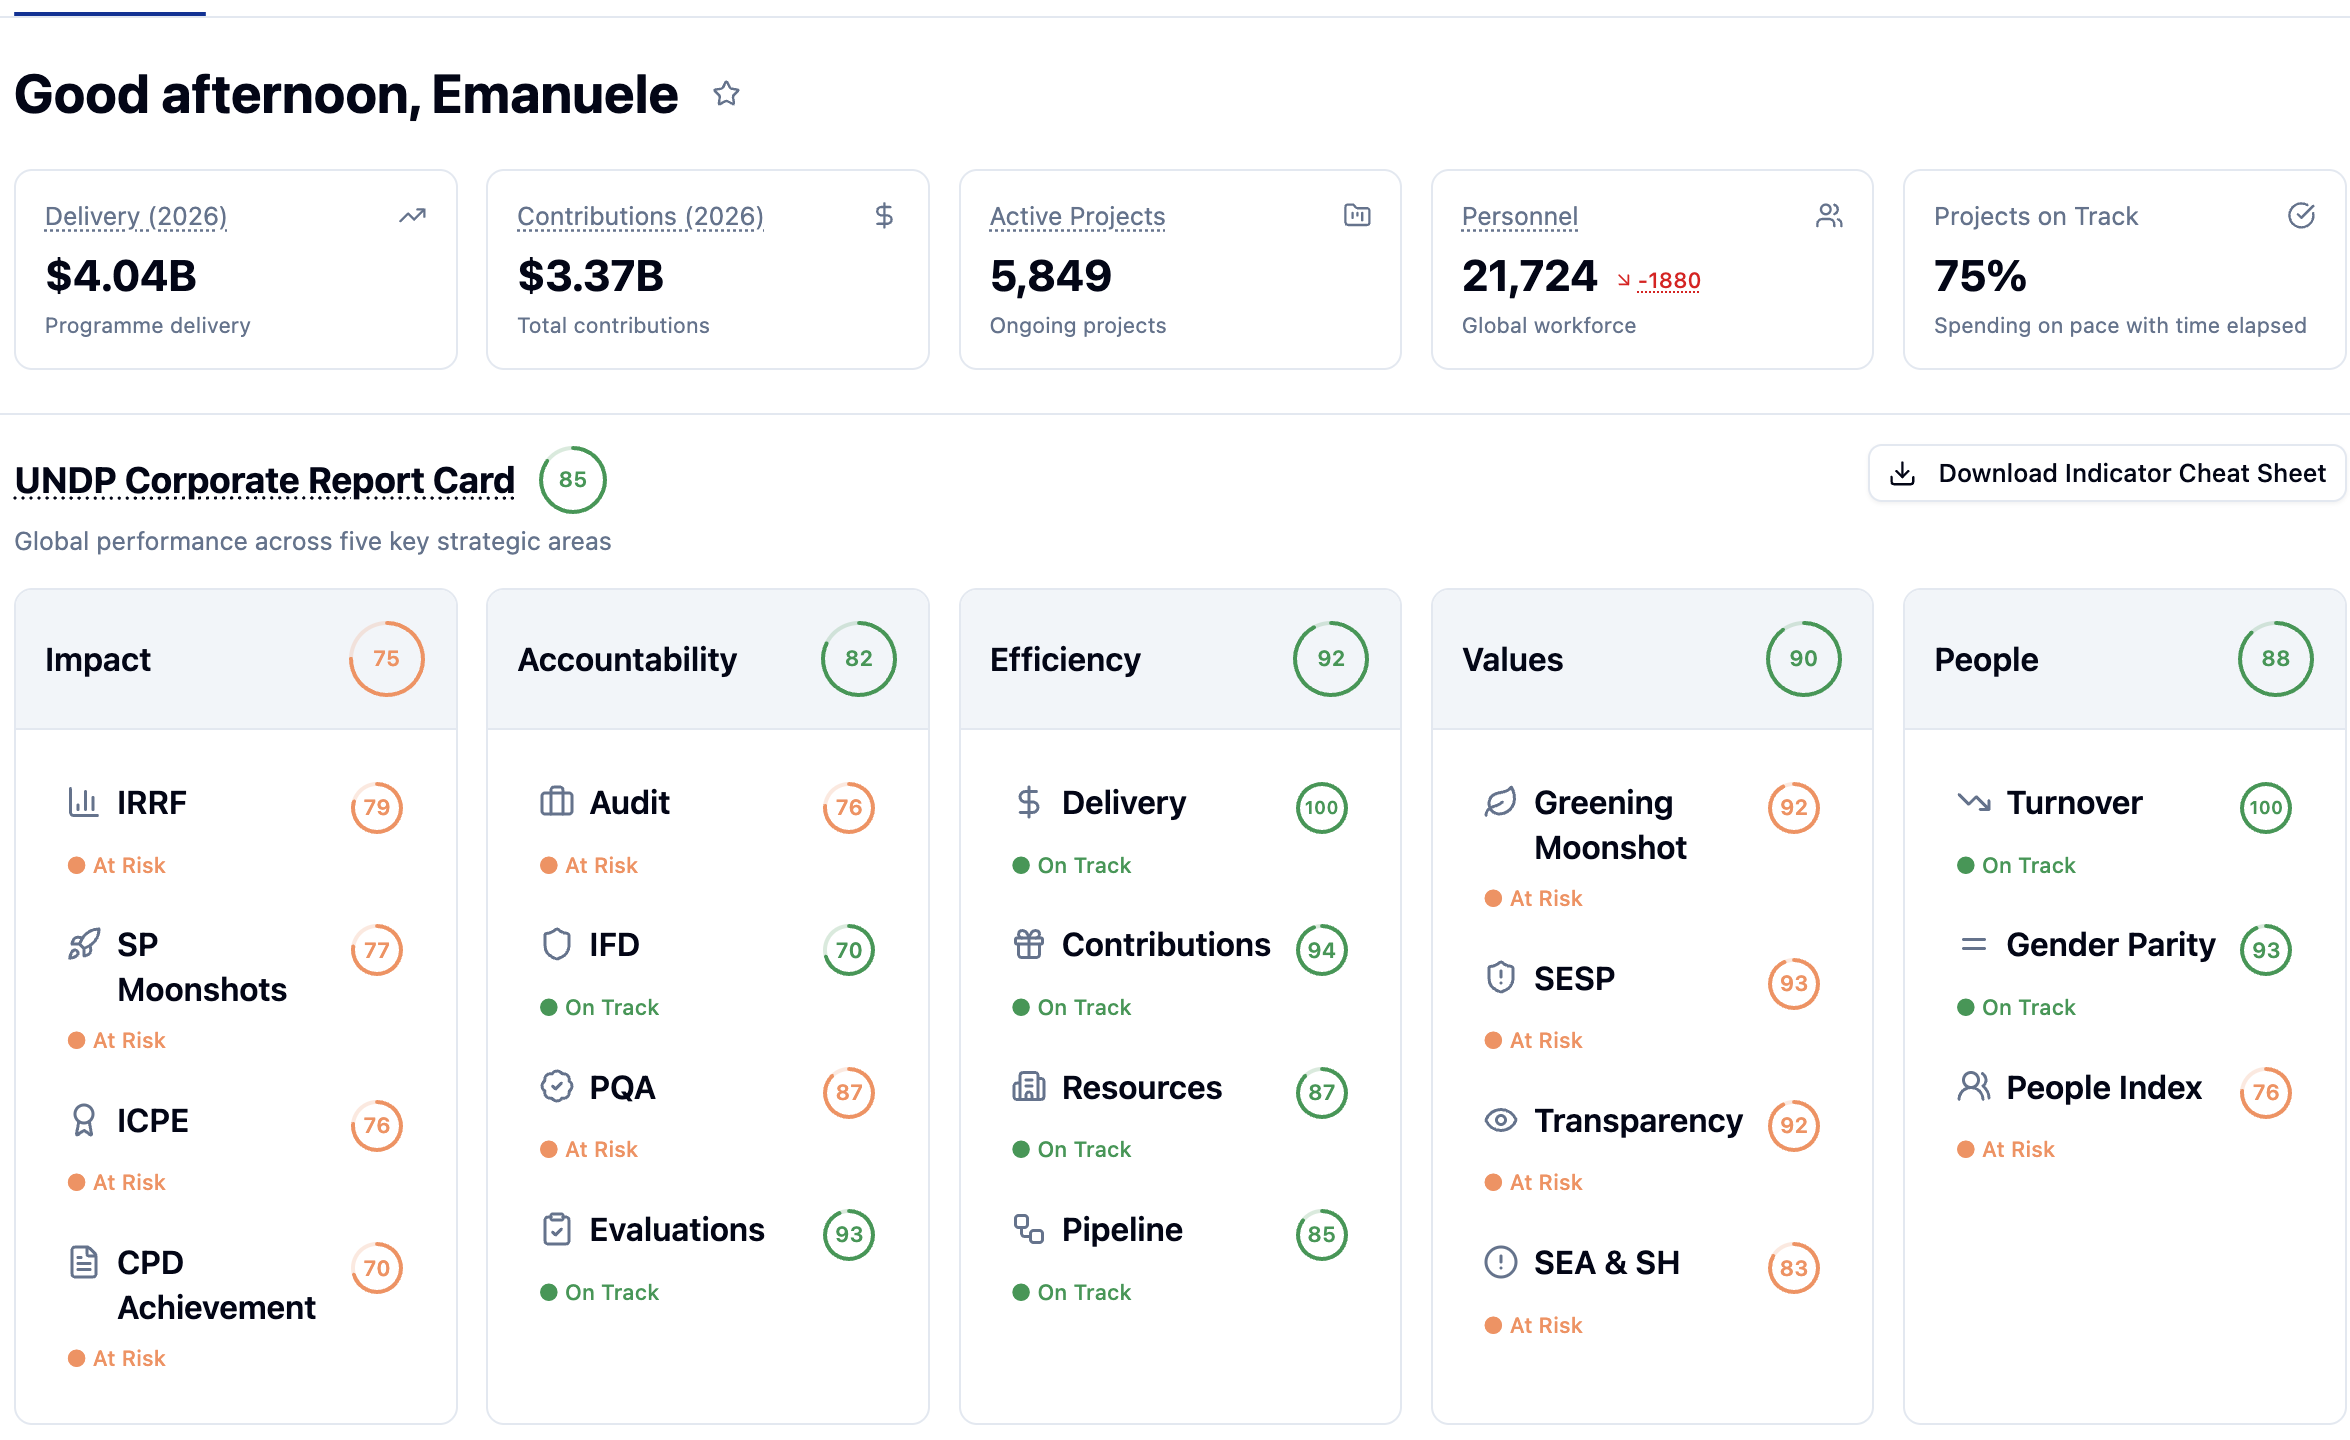 Good afternoon, Emanuele
Delivery (2026)
$4.04B
Programme delivery
Contributions (2026)
$3.37B
Total contributions
Active Projects
5,849
Ongoing projects
Personnel
21,724 -1880
Global workforce
Projects on Track
75%
Spending on pace with time elapsed
UNDP Corporate Report Card 85
Global performance across five key strategic areas
Download Indicator Cheat Sheet
Impact 75
IRRF 79
At Risk
SP
Moonshots
77
At Risk
ICPE 76
At Risk
CPD
Achievement
70
At Risk
Accountability 82
Audit 76
At Risk
IFD 70
On Track
PQA 87
At Risk
Evaluations 93
On Track
Efficiency 92
Delivery 100
On Track
Contributions 94
On Track
Resources 87
On Track
Pipeline 85
On Track
Values 90
Greening
Moonshot
92
At Risk
SESP 93
At Risk
Transparency 92
At Risk
SEA & SH 83
At Risk
People 88
Turnover 100
On Track
Gender Parity 93
On Track
People Index 76
At Risk